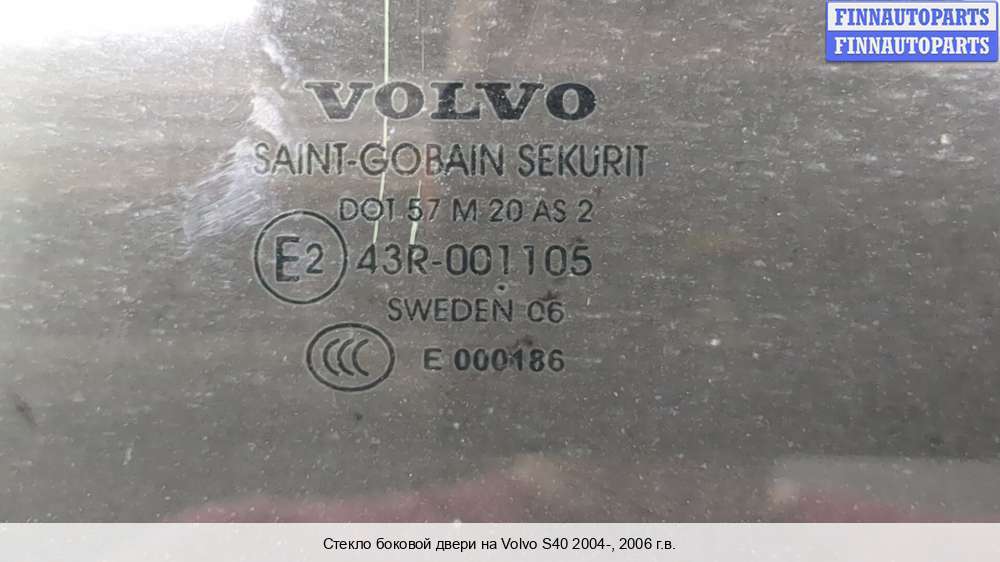 FINNAUTOPARTS
FINNAUTOPARTS
VOLVO
SAINT-GOBAIN SEKURIT
DOT 57 M 20 AS 2
E2 43R-001105
SWEDEN 06
CCC E 000186
Стекло боковой двери на Volvo S40 2004-, 2006 г.в.